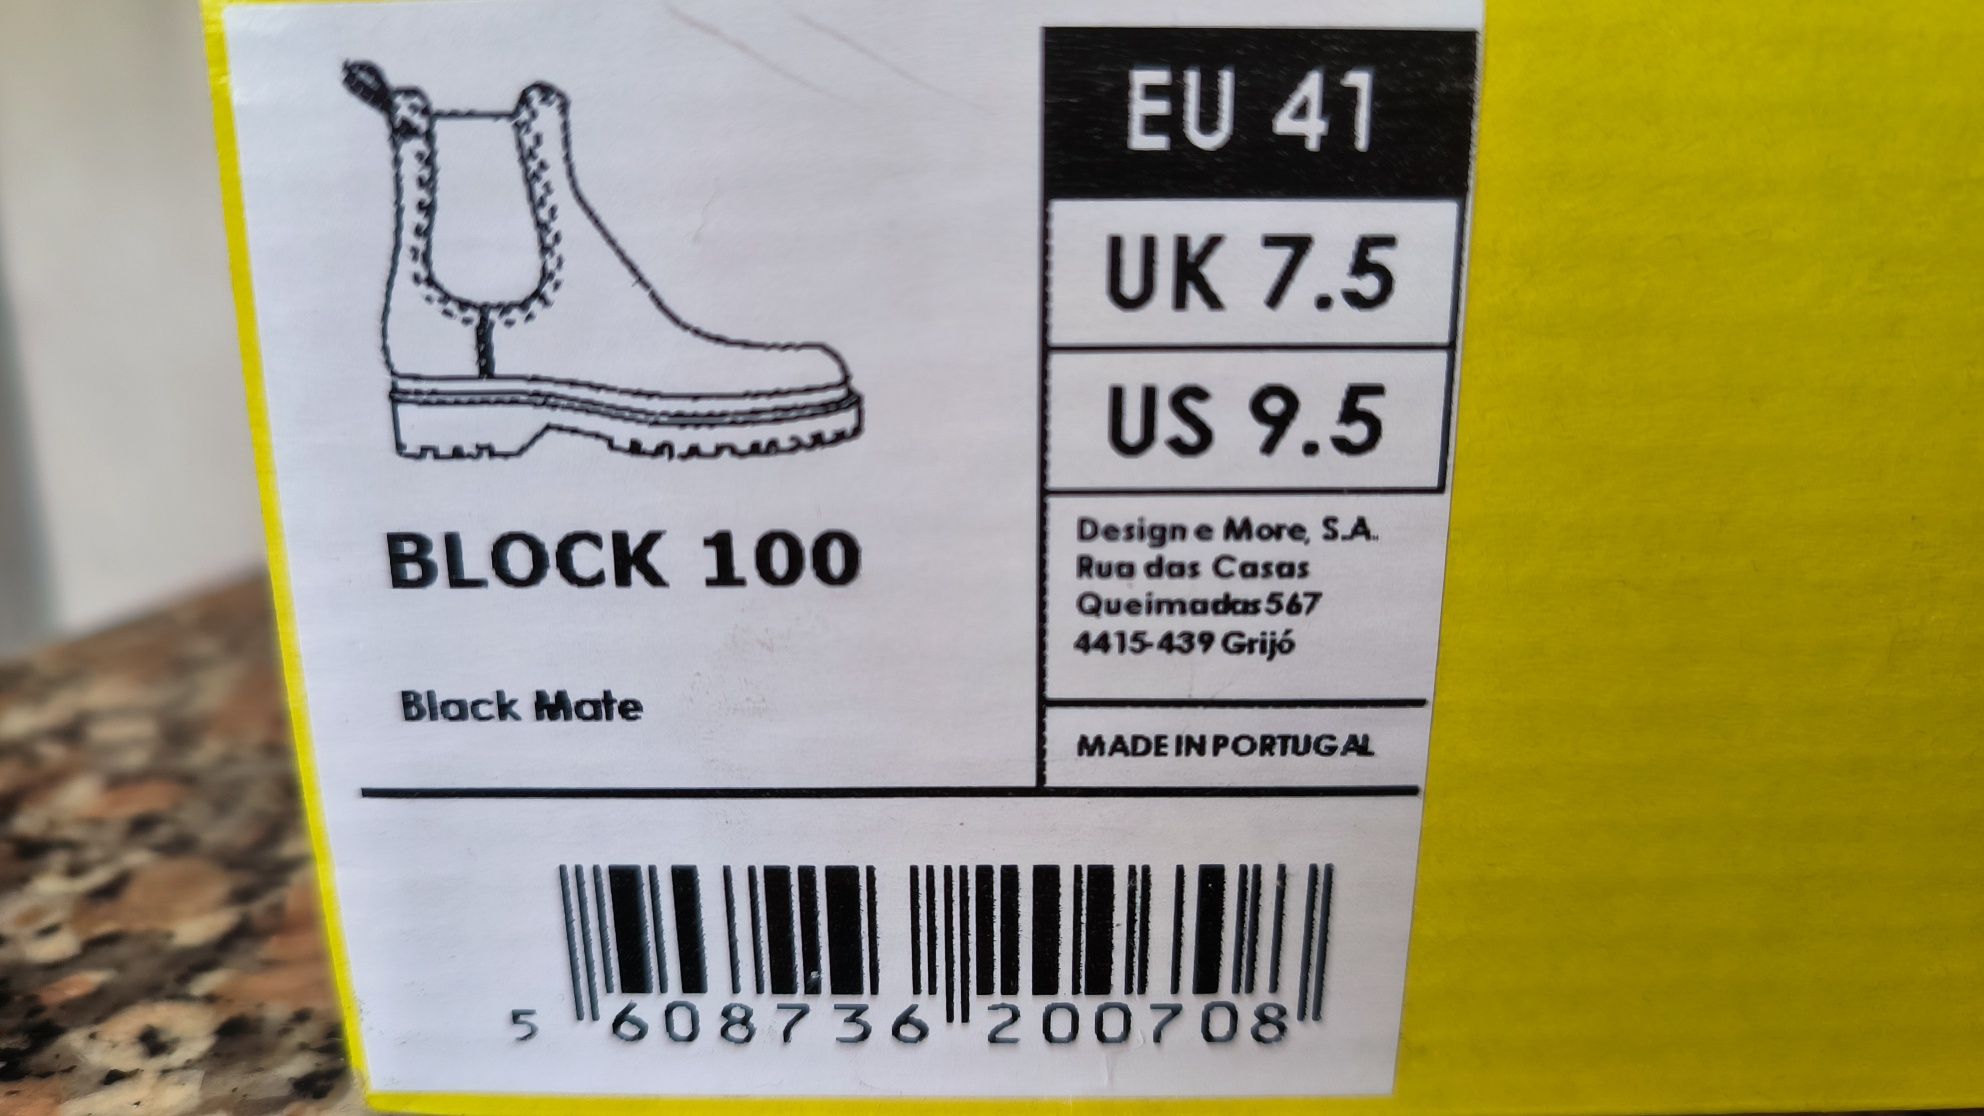 EU 41
UK 7.5
US 9.5
BLOCK 100
Black Mate
Design e More, S.A.
Rua das Casas
Queimadas 567
4415-439 Grijó
MADE IN PORTUGAL
5 608736 200708